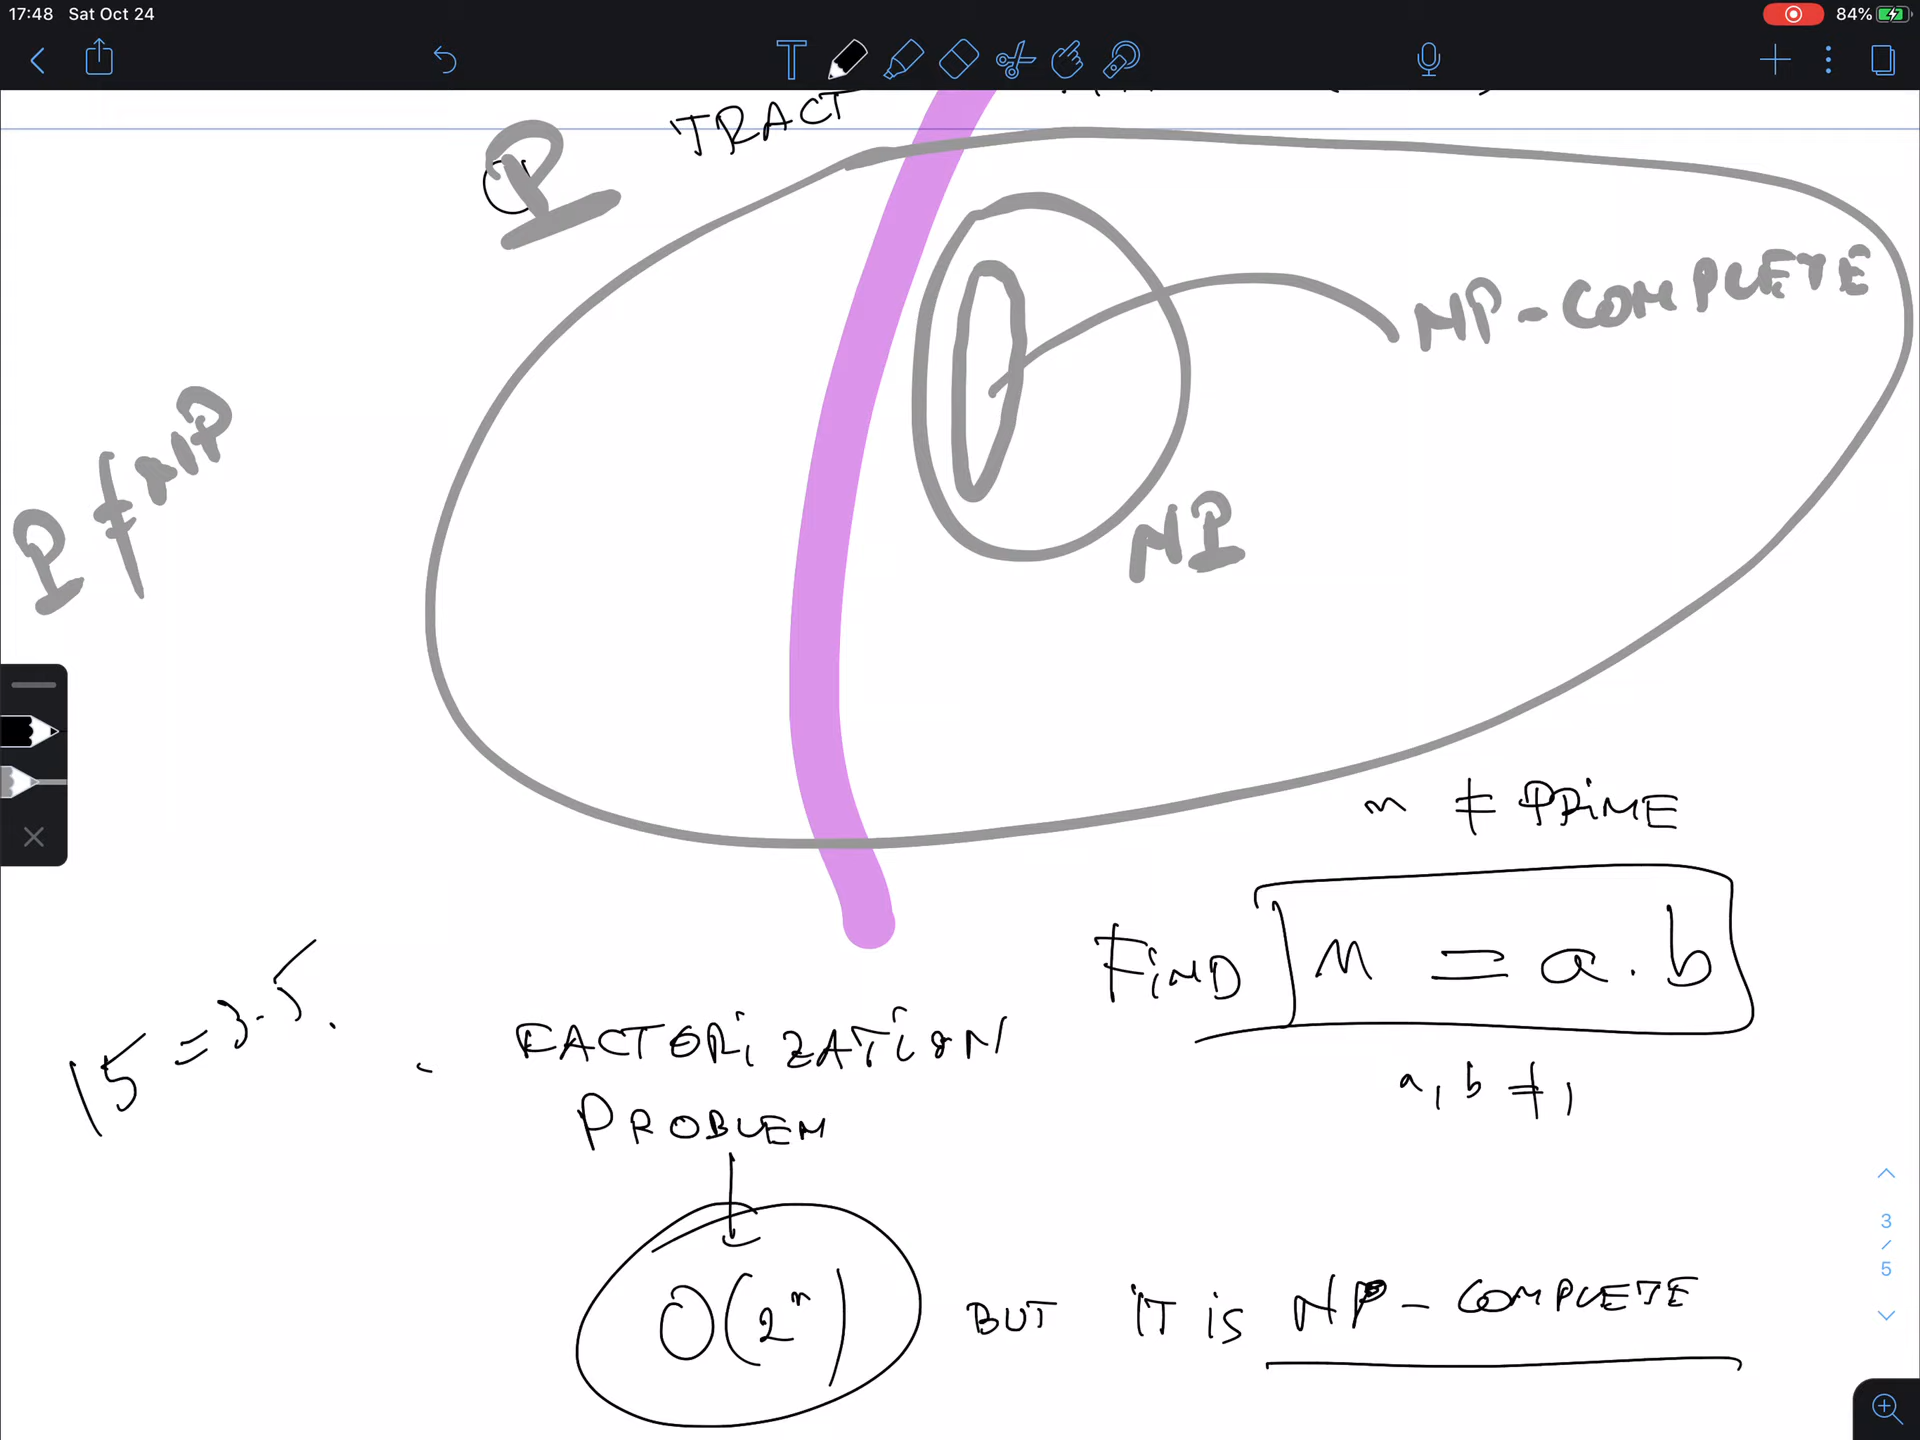 17:48 Sat Oct 24
84%
T
TRACT
P
NP-COMPLETE
P ≠ NP
NP
n ≠ PRiME
FiND n = a . b
15 = 3.5.
a, b ≠ 1
. FACTORiZATiON
PROBLEM
O(2ⁿ) BUT iT iS NP - COMPLETE
3
/
5